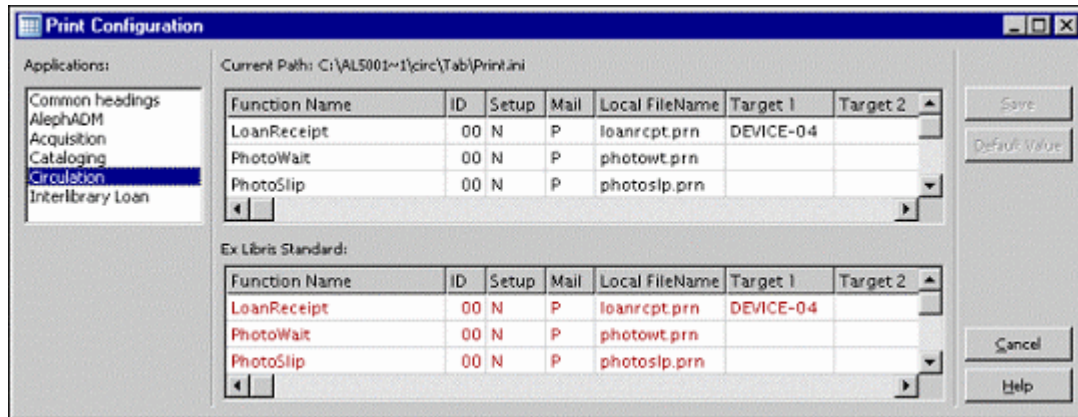 Print Configuration
Applications:
Common headings
AlephADM
Acquisition
Cataloging
Circulation
Interlibrary Loan
Current Path: C:\AL5001~1\circ\Tab\Print.ini
Function Name ID Setup Mail Local FileName Target 1 Target 2
LoanReceipt 00 N P loanrcpt.prn DEVICE-04
PhotoWait 00 N P photowt.prn
PhotoSlip 00 N P photoslp.prn
Ex Libris Standard:
Function Name ID Setup Mail Local FileName Target 1 Target 2
LoanReceipt 00 N P loanrcpt.prn DEVICE-04
PhotoWait 00 N P photowt.prn
PhotoSlip 00 N P photoslp.prn
Save
Default Value
Cancel
Help